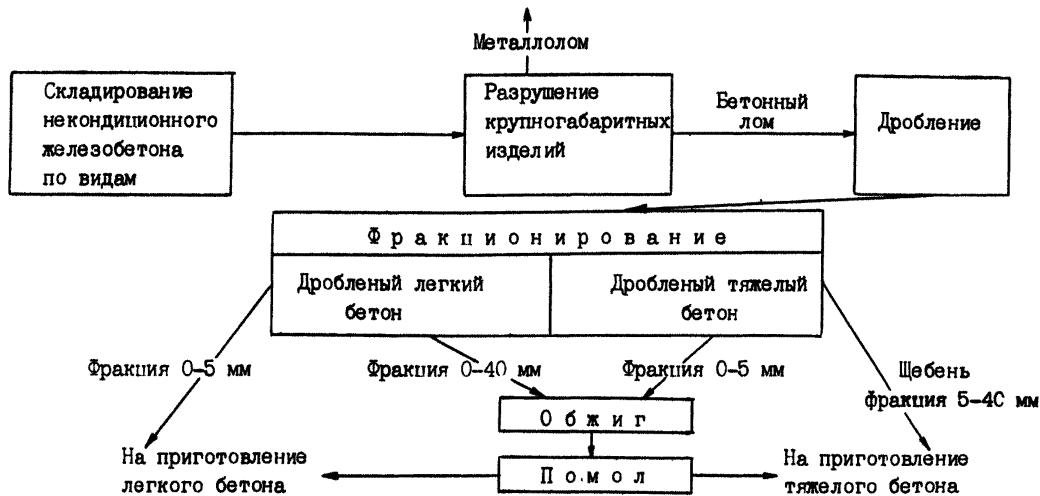 Металлолом
Складирование
некондиционного
железобетона
по видам
Разрушение
крупногабаритных
изделий
Бетонный
лом
Дробление
Фракционирование
Дробленый легкий
бетон
Дробленый тяжелый
бетон
Фракция 0-5 мм
Фракция 0-40 мм
Фракция 0-5 мм
Щебень
фракция 5-40 мм
Обжиг
На приготовление
легкого бетона
Помол
На приготовление
тяжелого бетона